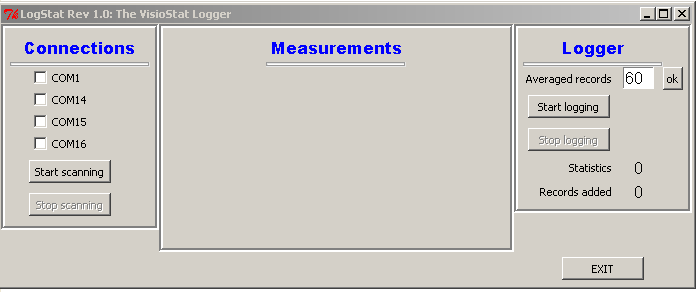 LogStat Rev 1.0: The VisioStat Logger
Connections
COM1
COM14
COM15
COM16
Start scanning
Stop scanning
Measurements
Logger
Averaged records 60 ok
Start logging
Stop logging
Statistics 0
Records added 0
EXIT